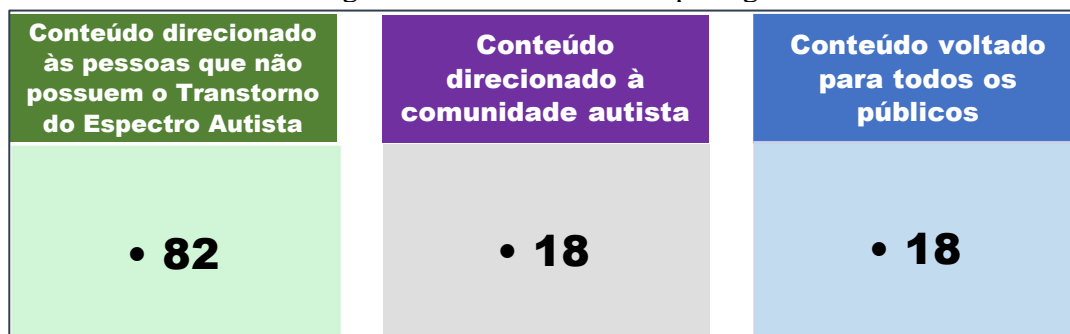 Conteúdo direcionado
às pessoas que não
possuem o Transtorno
do Espectro Autista
• 82
Conteúdo
direcionado à
comunidade autista
• 18
Conteúdo voltado
para todos os
públicos
• 18